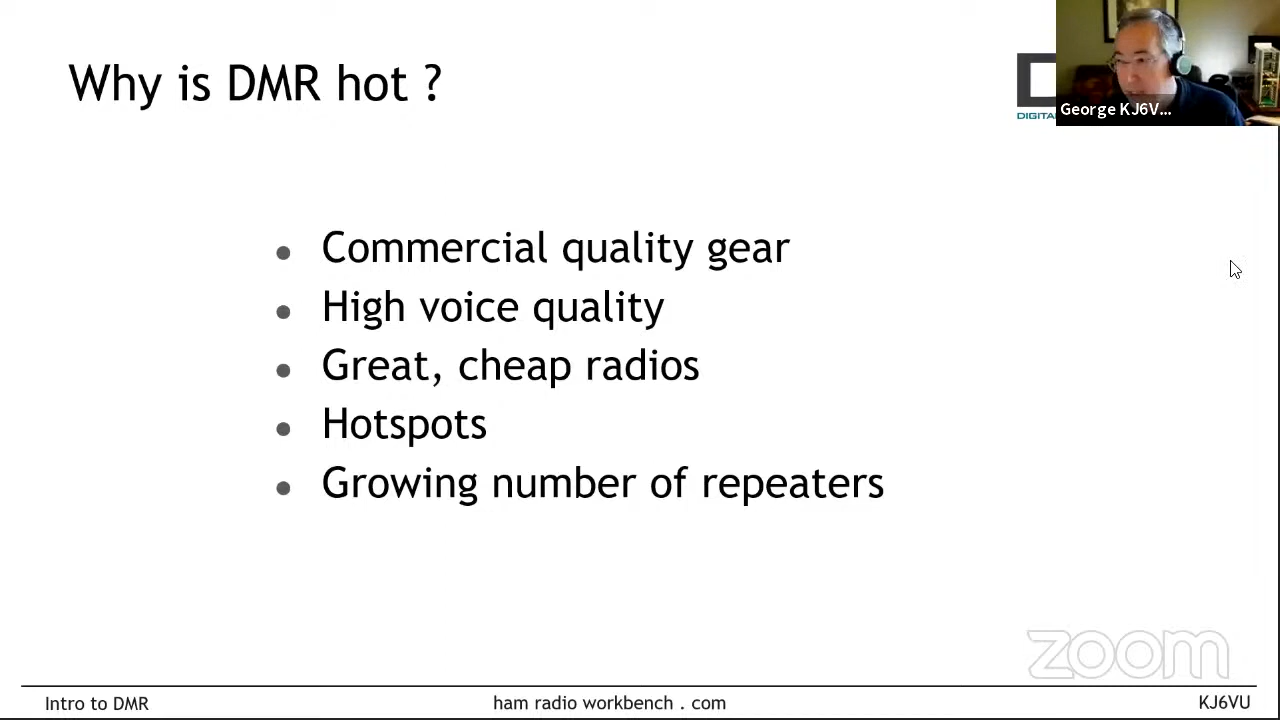 Why is DMR hot ?
DIGITA
George KJ6V...
● Commercial quality gear
● High voice quality
● Great, cheap radios
● Hotspots
● Growing number of repeaters
zoom
Intro to DMR
ham radio workbench . com
KJ6VU